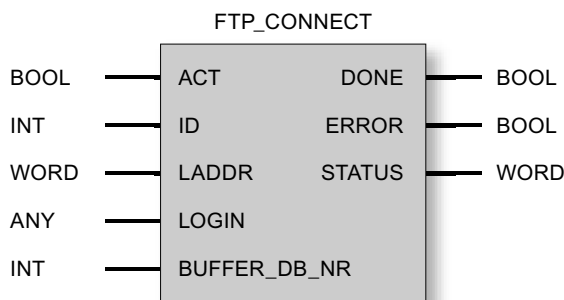 FTP_CONNECT
BOOL ACT DONE BOOL
INT ID ERROR BOOL
WORD LADDR STATUS WORD
ANY LOGIN
INT BUFFER_DB_NR